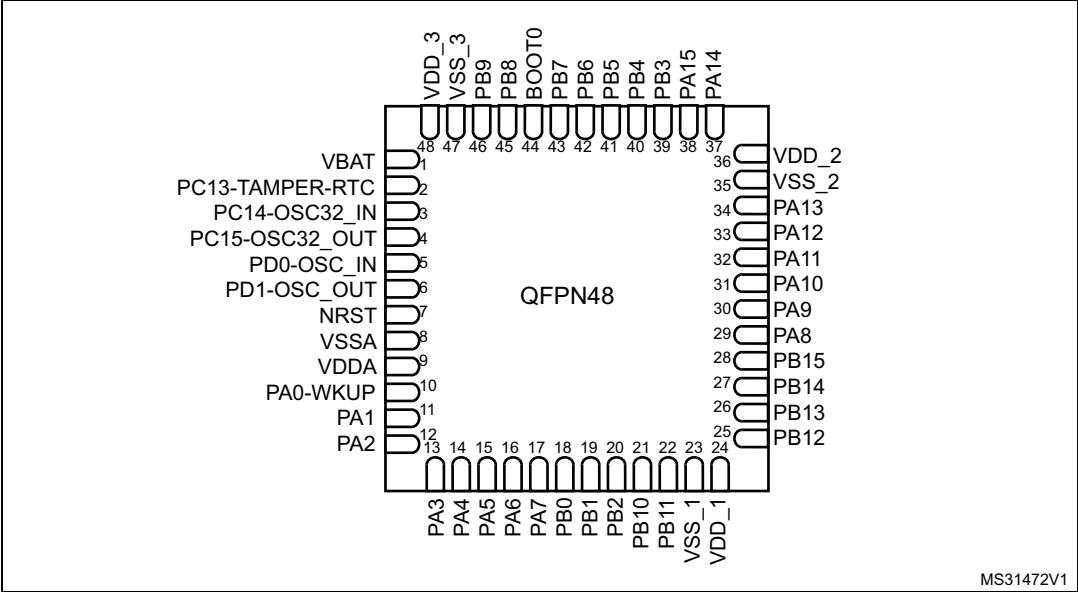 VDD_3
VSS_3
PB9
PB8
BOOT0
PB7
PB6
PB5
PB4
PB3
PA15
PA14
48 47 46 45 44 43 42 41 40 39 38 37
VBAT 1
PC13-TAMPER-RTC 2
PC14-OSC32_IN 3
PC15-OSC32_OUT 4
PD0-OSC_IN 5
PD1-OSC_OUT 6
NRST 7
VSSA 8
VDDA 9
PA0-WKUP 10
PA1 11
PA2 12
QFPN48
36 VDD_2
35 VSS_2
34 PA13
33 PA12
32 PA11
31 PA10
30 PA9
29 PA8
28 PB15
27 PB14
26 PB13
25 PB12
13 14 15 16 17 18 19 20 21 22 23 24
PA3
PA4
PA5
PA6
PA7
PB0
PB1
PB2
PB10
PB11
VSS_1
VDD_1
MS31472V1